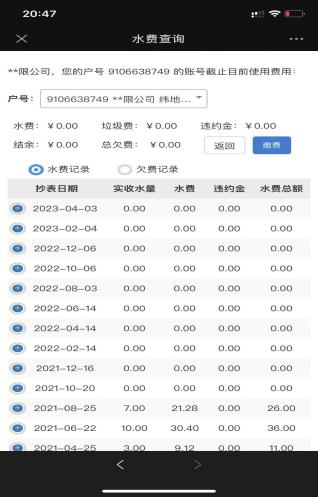 20:47
水费查询
**限公司，您的户号 9106638749 的账号截止目前使用费用：
户号： 9106638749 **限公司 纬地...
水费：￥0.00 垃圾费：￥0.00 违约金：￥0.00
结余：￥0.00 总欠费：￥0.00 返回 缴费
水费记录 欠费记录
抄表日期 实收水量 水费 违约金 水费总额
2023-04-03 0.00 0.00 0.00 0.00
2023-02-04 0.00 0.00 0.00 0.00
2022-12-06 0.00 0.00 0.00 0.00
2022-10-06 0.00 0.00 0.00 0.00
2022-08-03 0.00 0.00 0.00 0.00
2022-06-14 0.00 0.00 0.00 0.00
2022-04-14 0.00 0.00 0.00 0.00
2022-02-14 0.00 0.00 0.00 0.00
2021-12-16 0.00 0.00 0.00 0.00
2021-10-20 0.00 0.00 0.00 0.00
2021-08-25 7.00 21.28 0.00 26.00
2021-06-22 10.00 30.40 0.00 36.00
2021-04-25 3.00 9.12 0.00 11.00